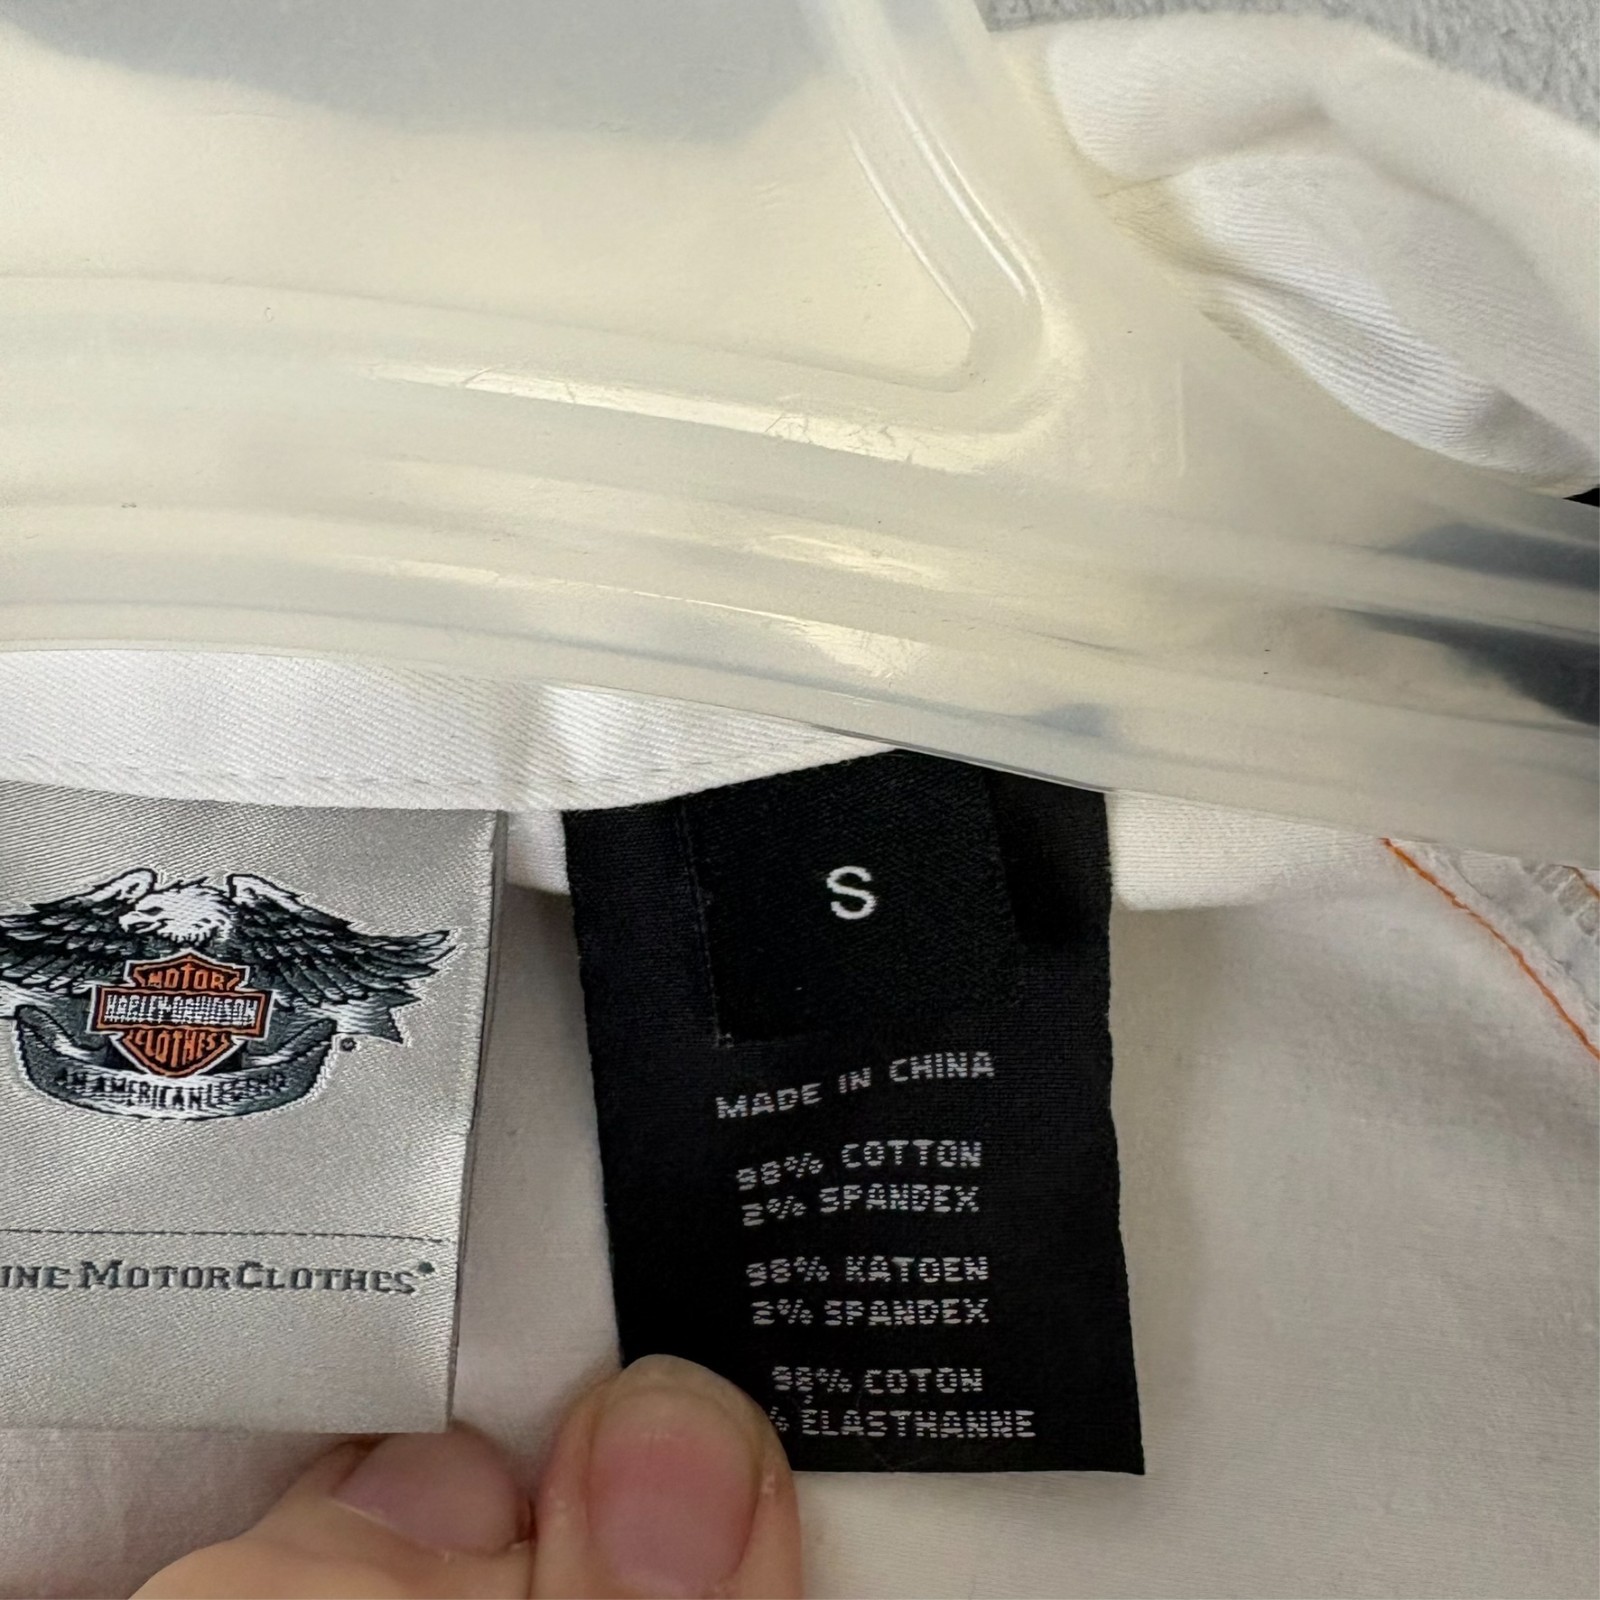 MOTOR
HARLEY-DAVIDSON
CLOTHES
©
AN AMERICAN LEGEND
INE MOTORCLOTHES®
S
MADE IN CHINA
98% COTTON
2% SPANDEX
98% KATOEN
2% SPANDEX
98% COTON
% ELASTHANNE